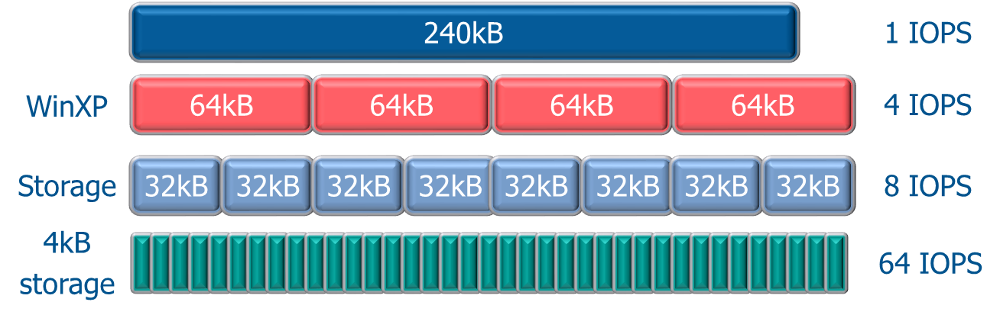 240kB 1 IOPS
WinXP 64kB 64kB 64kB 64kB 4 IOPS
Storage 32kB 32kB 32kB 32kB 32kB 32kB 32kB 32kB 8 IOPS
4kB
storage 64 IOPS